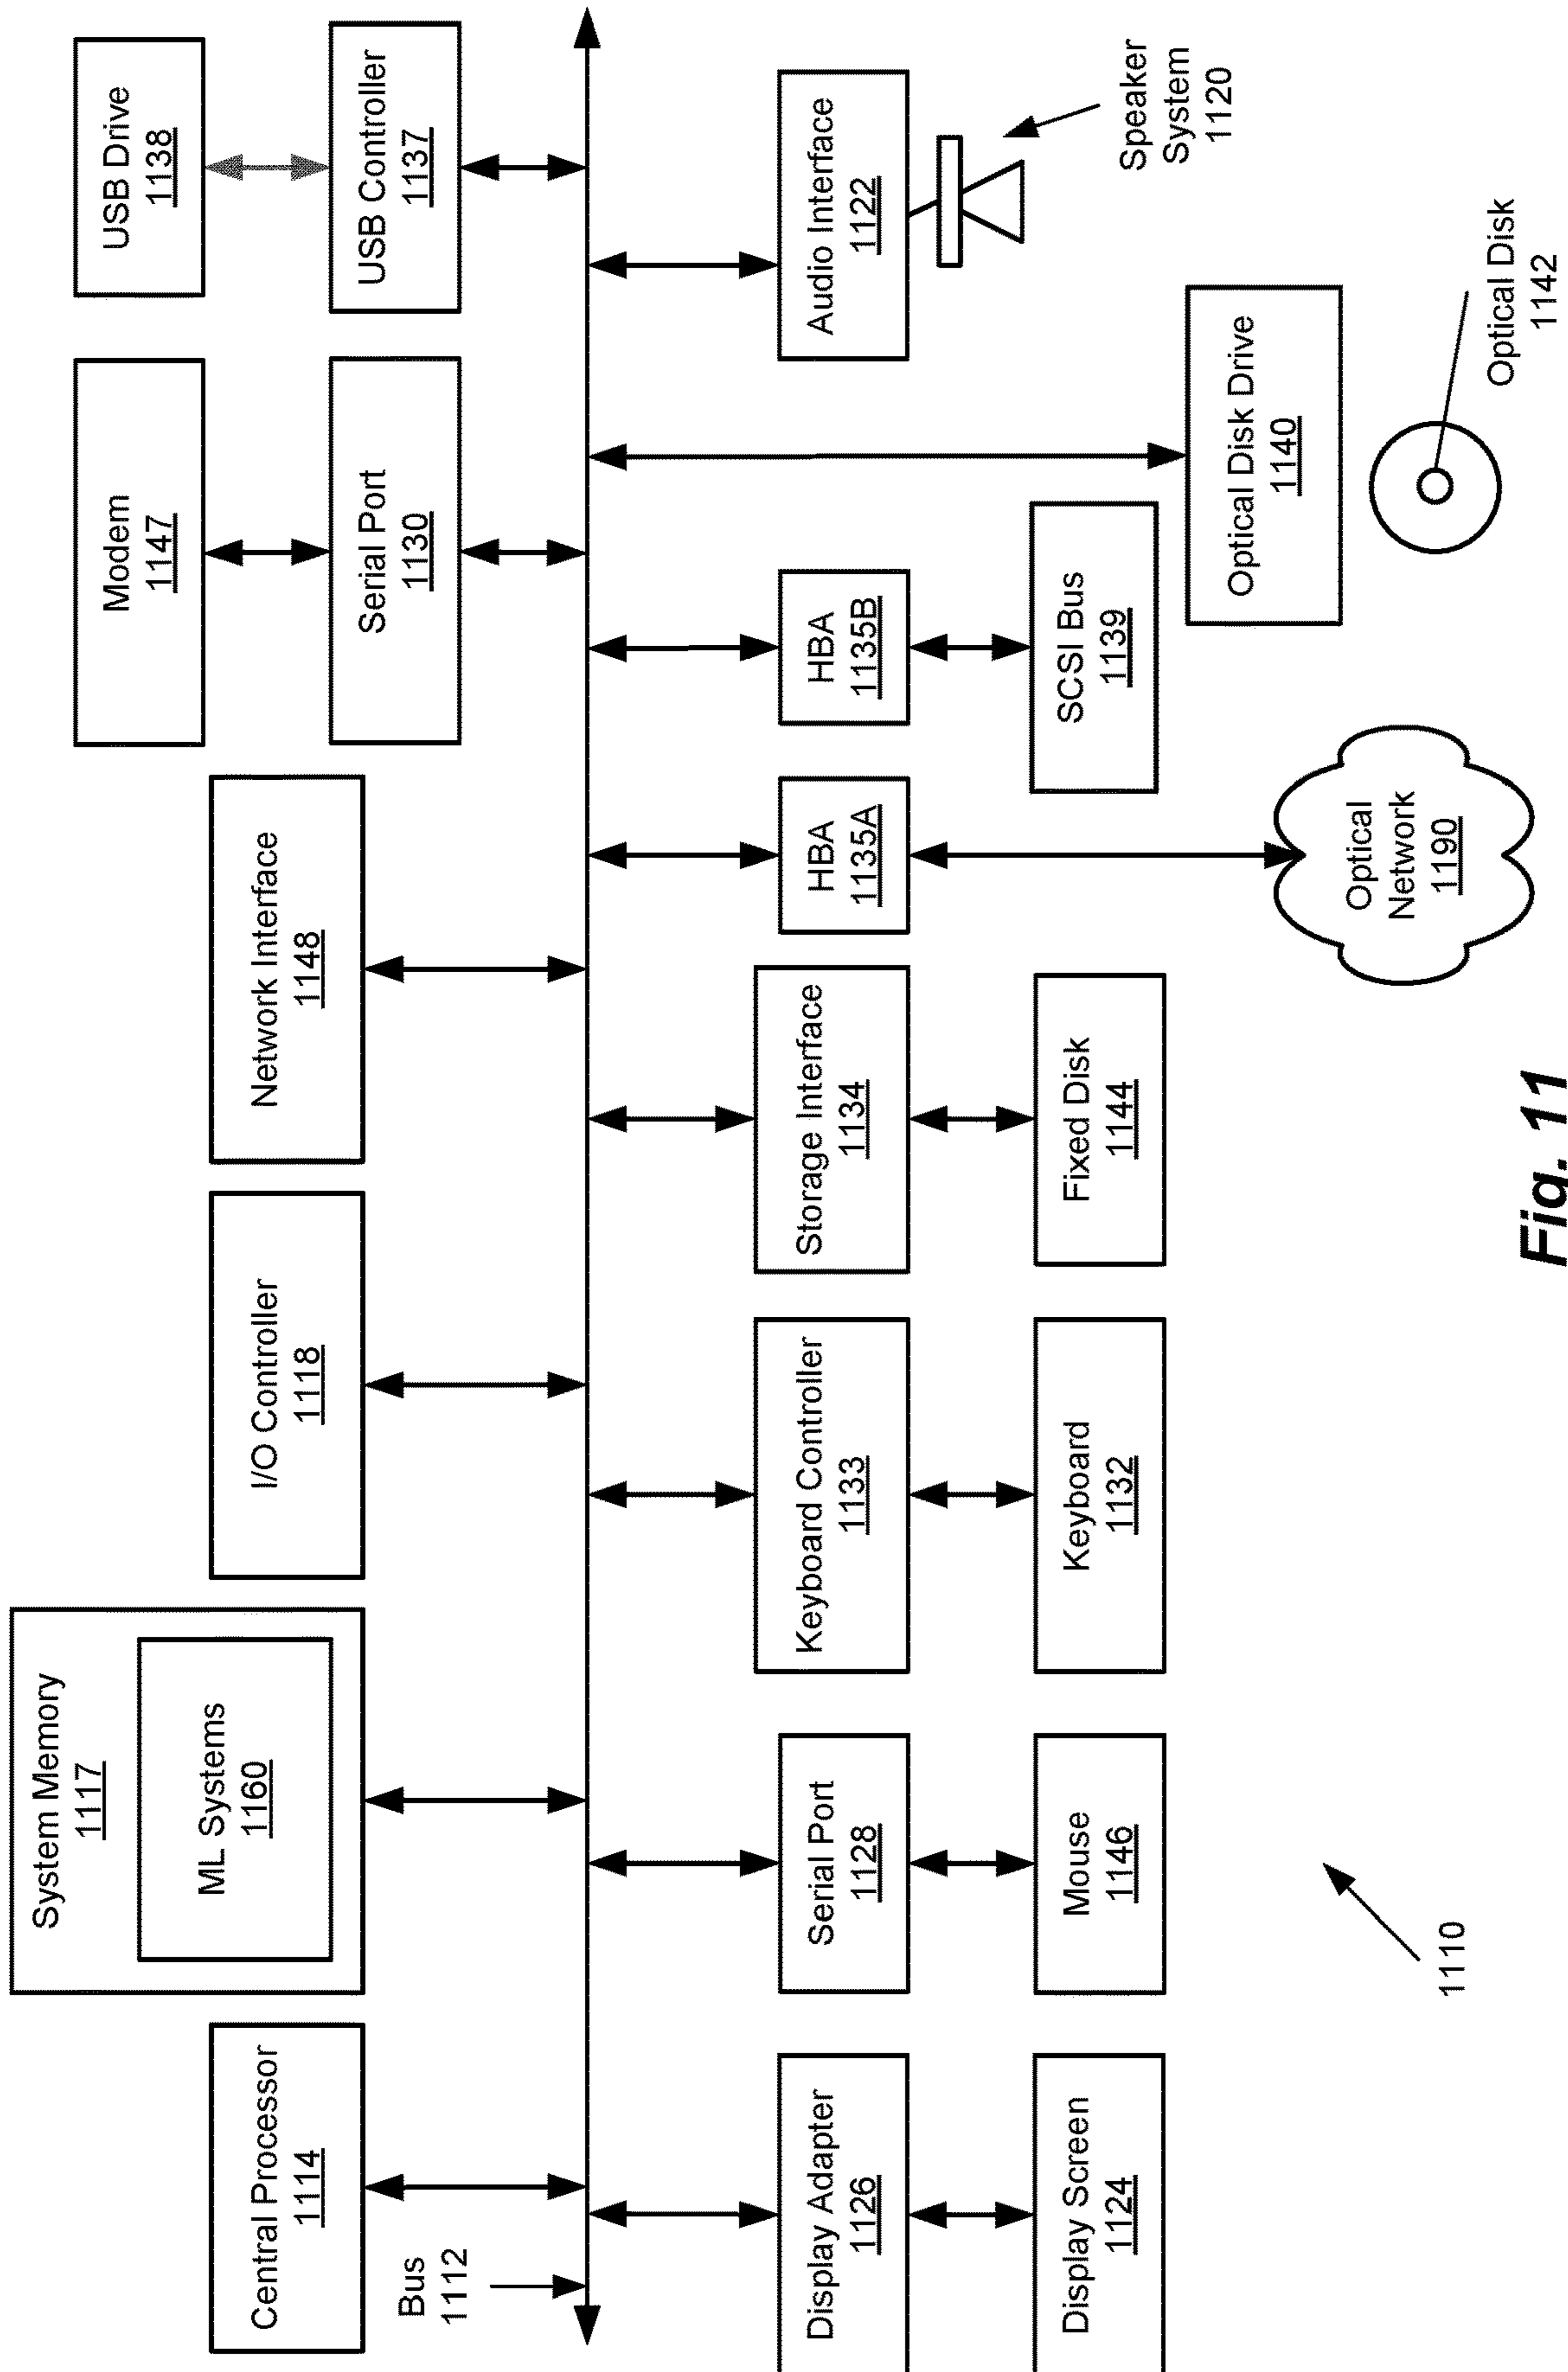 System Memory
1117
ML Systems
1160
Central Processor
1114
I/O Controller
1118
Network Interface
1148
Modem
1147
Serial Port
1130
USB Drive
1138
USB Controller
1137
Bus
1112
Display Adapter
1126
Display Screen
1124
Serial Port
1128
Mouse
1146
Keyboard Controller
1133
Keyboard
1132
Storage Interface
1134
Fixed Disk
1144
HBA
1135A
Optical
Network
1190
HBA
1135B
SCSI Bus
1139
Optical Disk Drive
1140
Optical Disk
1142
Audio Interface
1122
Speaker
System
1120
1110
Fig. 11